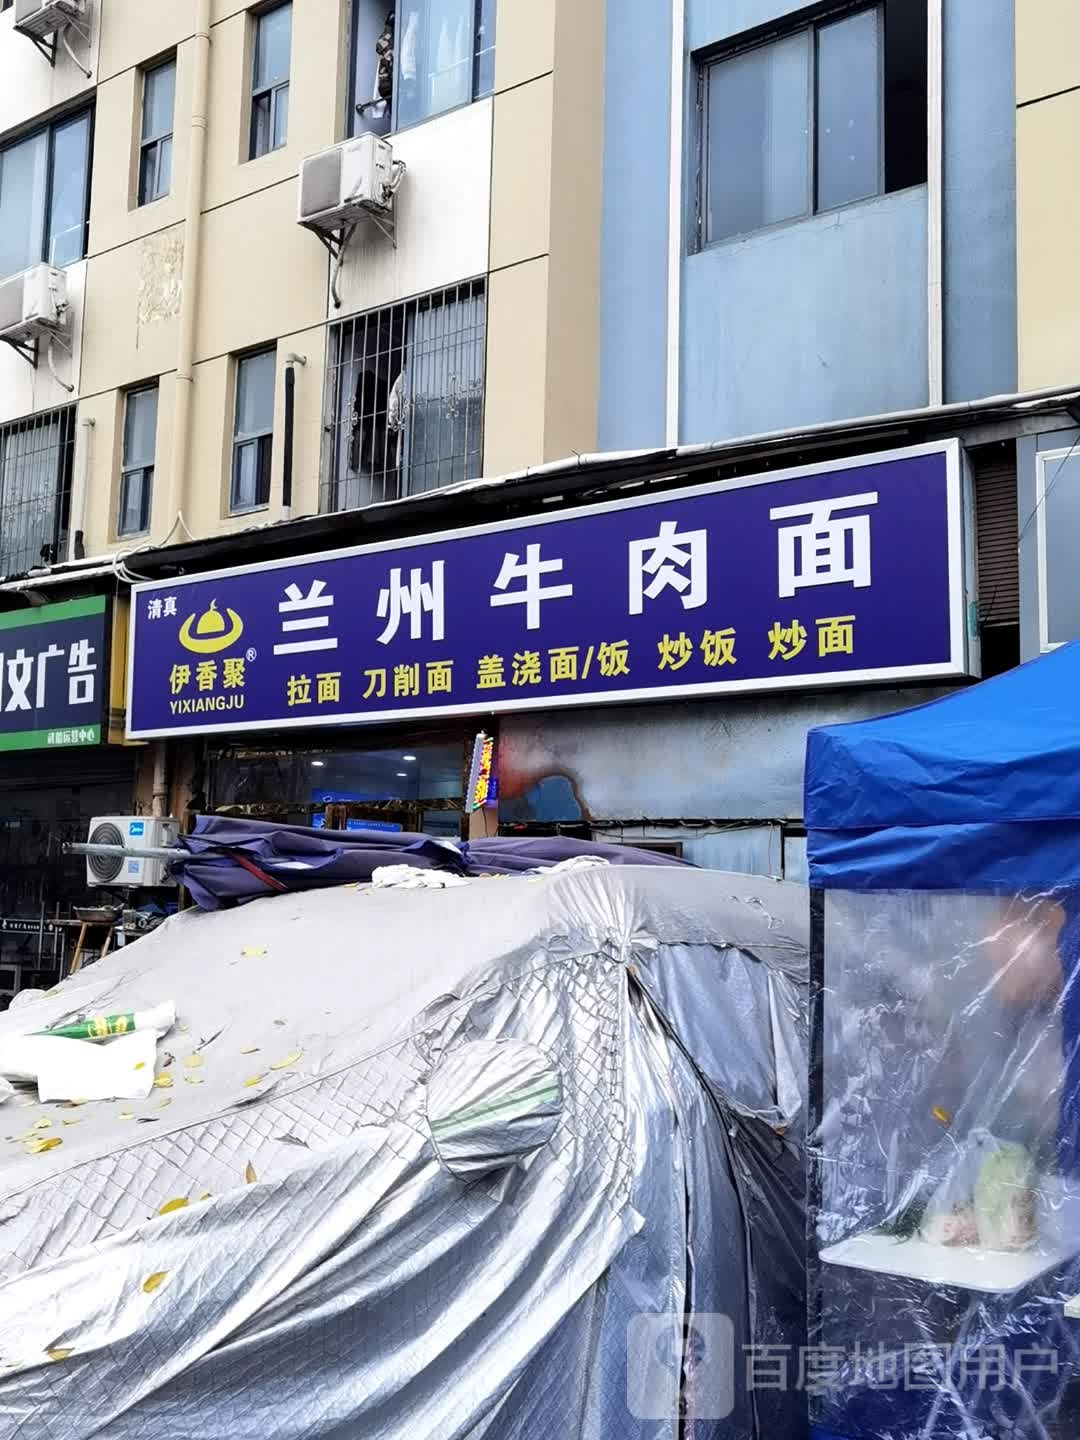 清真
伊香聚®
YIXIANGJU
兰州牛肉面
拉面 刀削面 盖浇面/饭 炒饭 炒面
文广告
百度地图用户